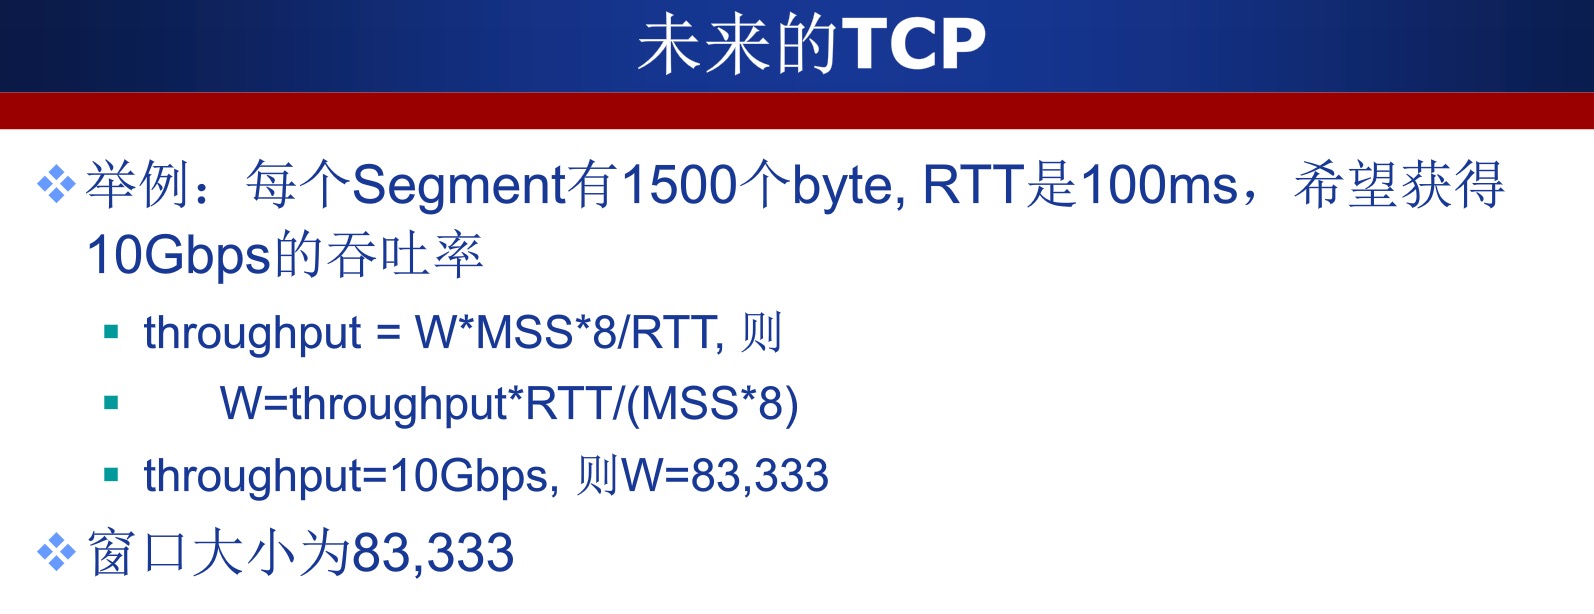 未来的TCP
举例：每个Segment有1500个byte, RTT是100ms，希望获得
10Gbps的吞吐率
throughput = W*MSS*8/RTT, 则
W=throughput*RTT/(MSS*8)
throughput=10Gbps, 则W=83,333
窗口大小为83,333